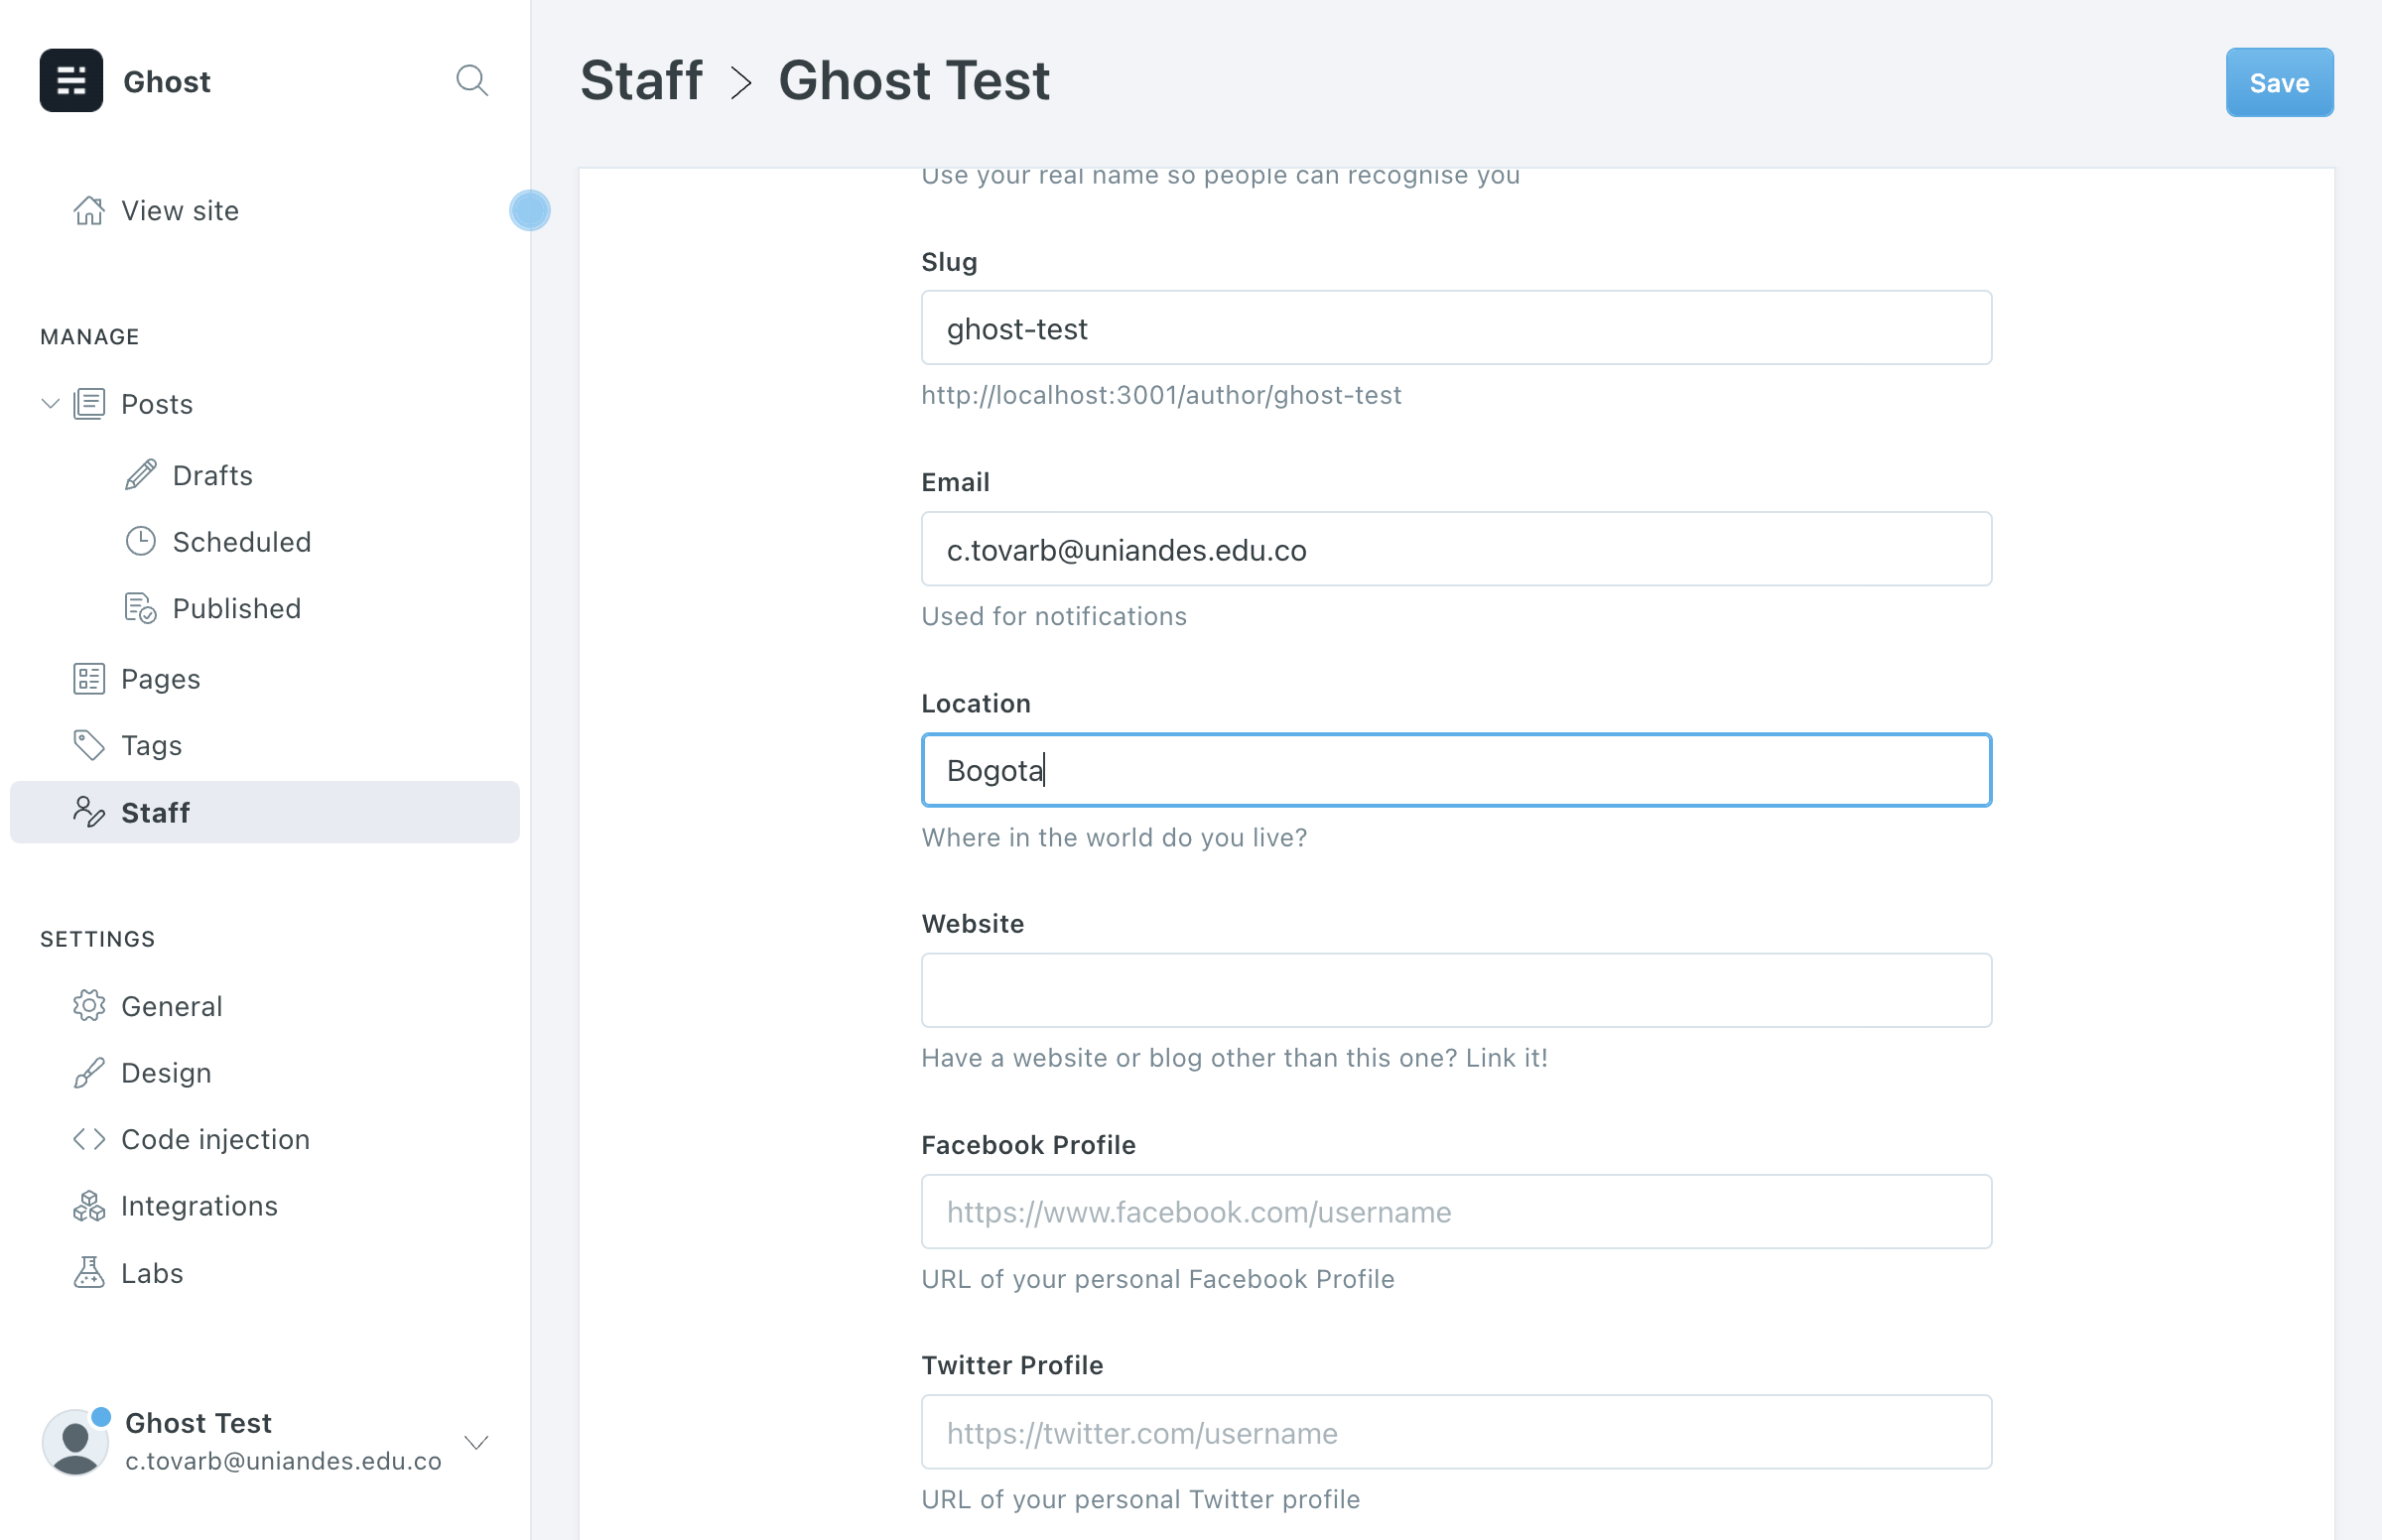 Ghost
View site
MANAGE
Posts
Drafts
Scheduled
Published
Pages
Tags
Staff
SETTINGS
General
Design
Code injection
Integrations
Labs
Ghost Test
c.tovarb@uniandes.edu.co
Staff > Ghost Test
Save
Use your real name so people can recognise you
Slug
ghost-test
http://localhost:3001/author/ghost-test
Email
c.tovarb@uniandes.edu.co
Used for notifications
Location
Bogota
Where in the world do you live?
Website
Have a website or blog other than this one? Link it!
Facebook Profile
https://www.facebook.com/username
URL of your personal Facebook Profile
Twitter Profile
https://twitter.com/username
URL of your personal Twitter profile